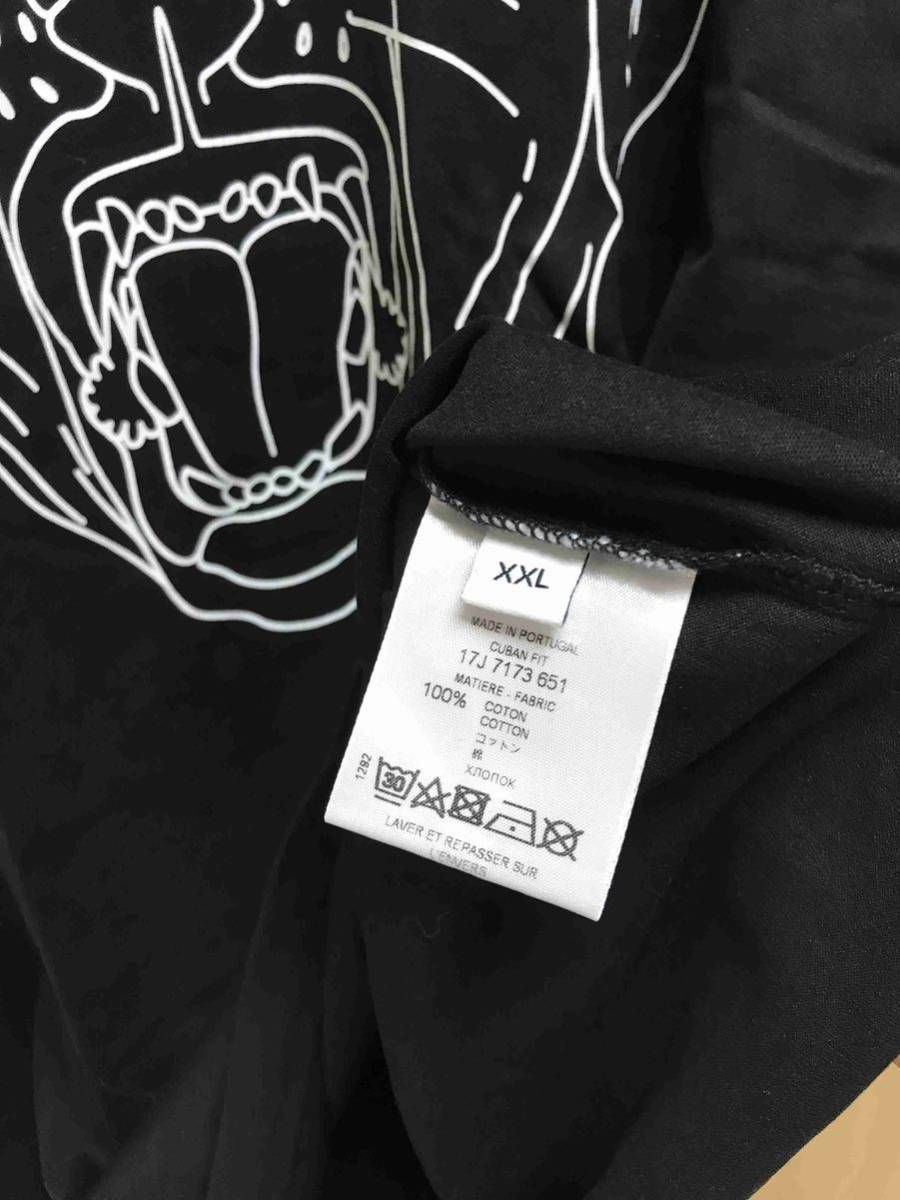 XXL
MADE IN PORTUGAL
CUBAN FIT
17J 7173 651
MATIERE - FABRIC
100% COTON
COTTON
コットン
綿
ХЛОПОК
1292
30
LAVER ET REPASSER SUR
L'ENVERS